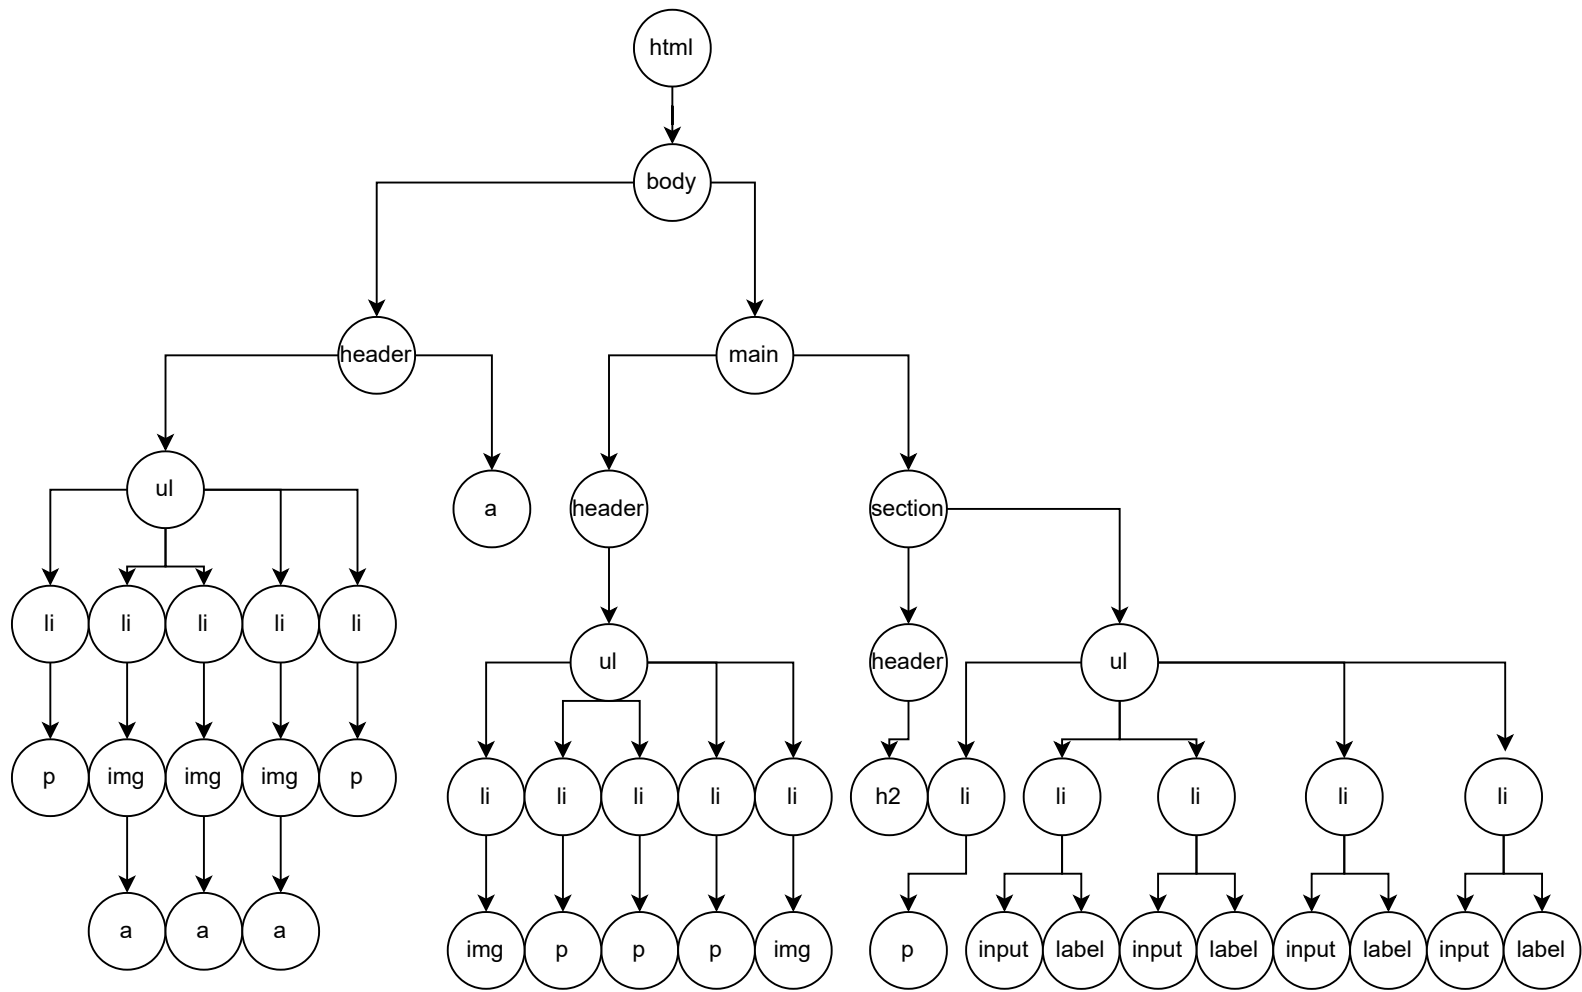 html
body
header
main
ul
a
header
section
li li li li li
ul
header
ul
p img img img p
li li li li li
h2
li
li
li
li
li
a a a
img p p p img
p
input label input label input label input label